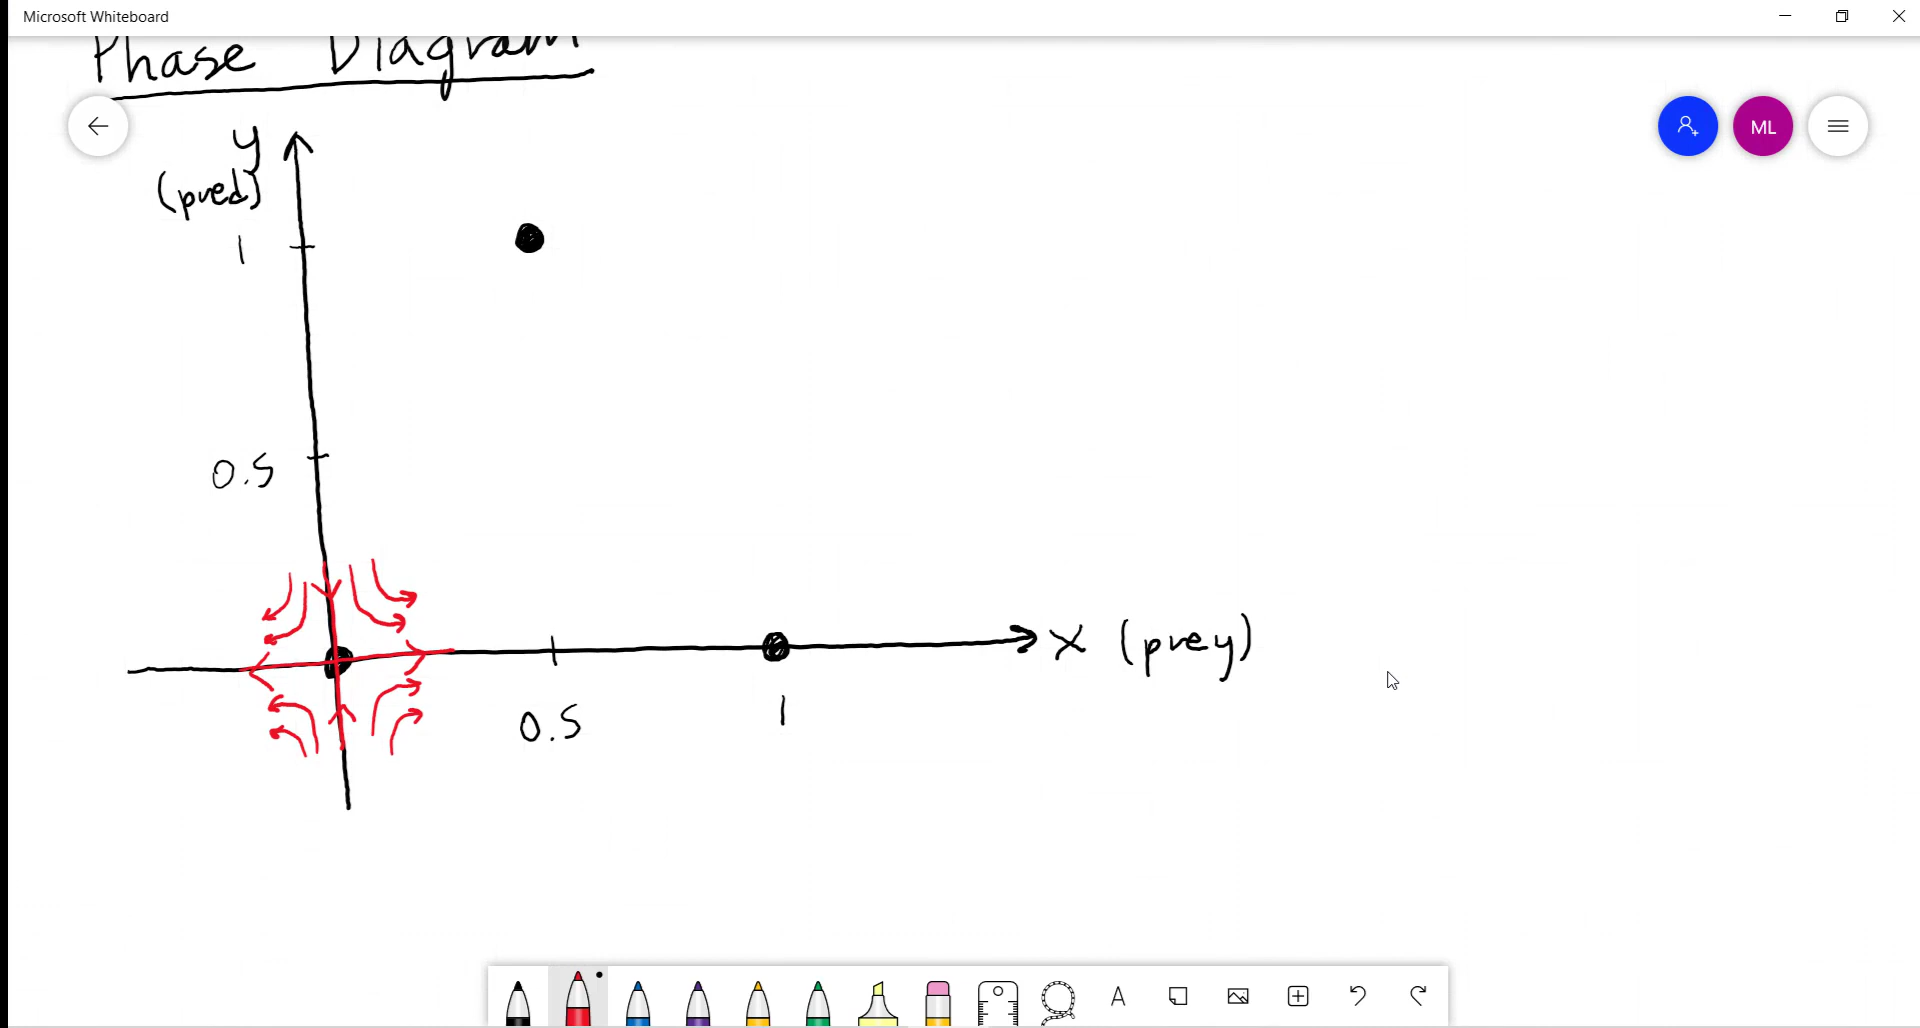 Microsoft Whiteboard
Phase Diagram
y
(pred)
1
0.5
x (prey)
0.5
1
ML
A